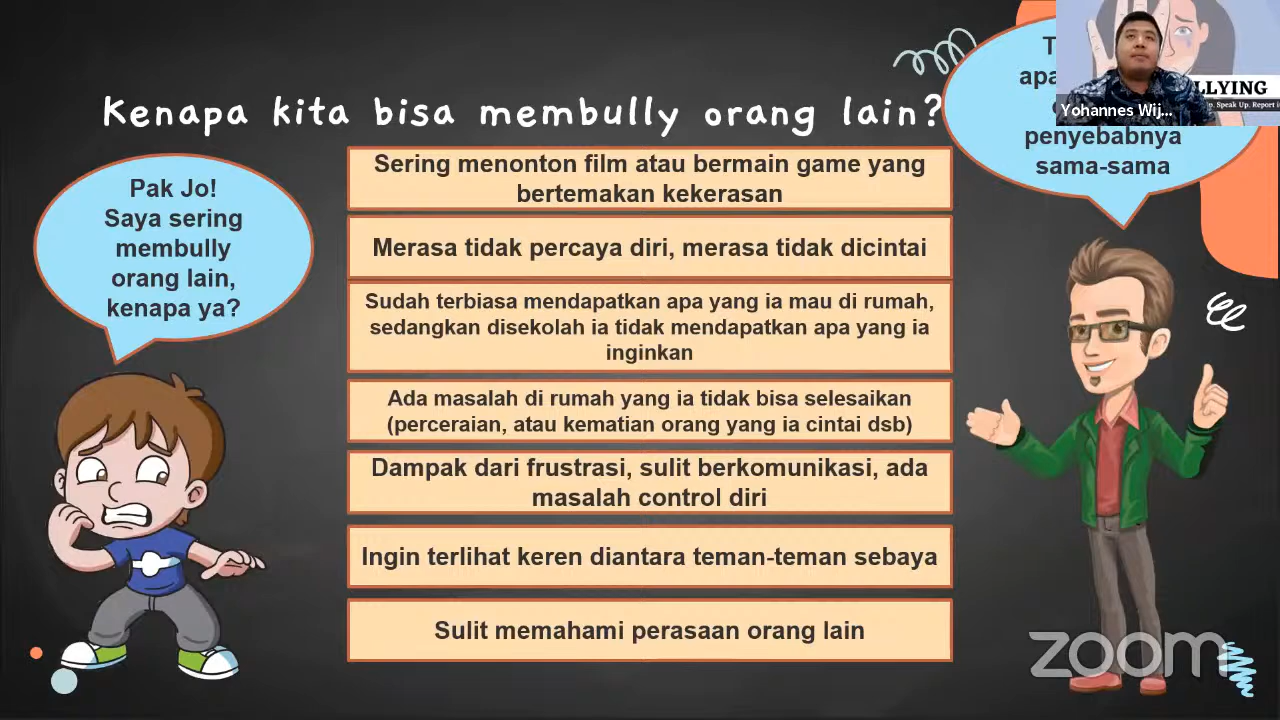 Kenapa kita bisa membully orang lain?
Pak Jo!
Saya sering
membully
orang lain,
kenapa ya?
Sering menonton film atau bermain game yang
bertemakan kekerasan
Merasa tidak percaya diri, merasa tidak dicintai
Sudah terbiasa mendapatkan apa yang ia mau di rumah,
sedangkan disekolah ia tidak mendapatkan apa yang ia
inginkan
Ada masalah di rumah yang ia tidak bisa selesaikan
(perceraian, atau kematian orang yang ia cintai dsb)
Dampak dari frustrasi, sulit berkomunikasi, ada
masalah control diri
Ingin terlihat keren diantara teman-teman sebaya
Sulit memahami perasaan orang lain
penyebabnya
sama-sama
Speak Up. Report
Yohannes Wij...
zoom